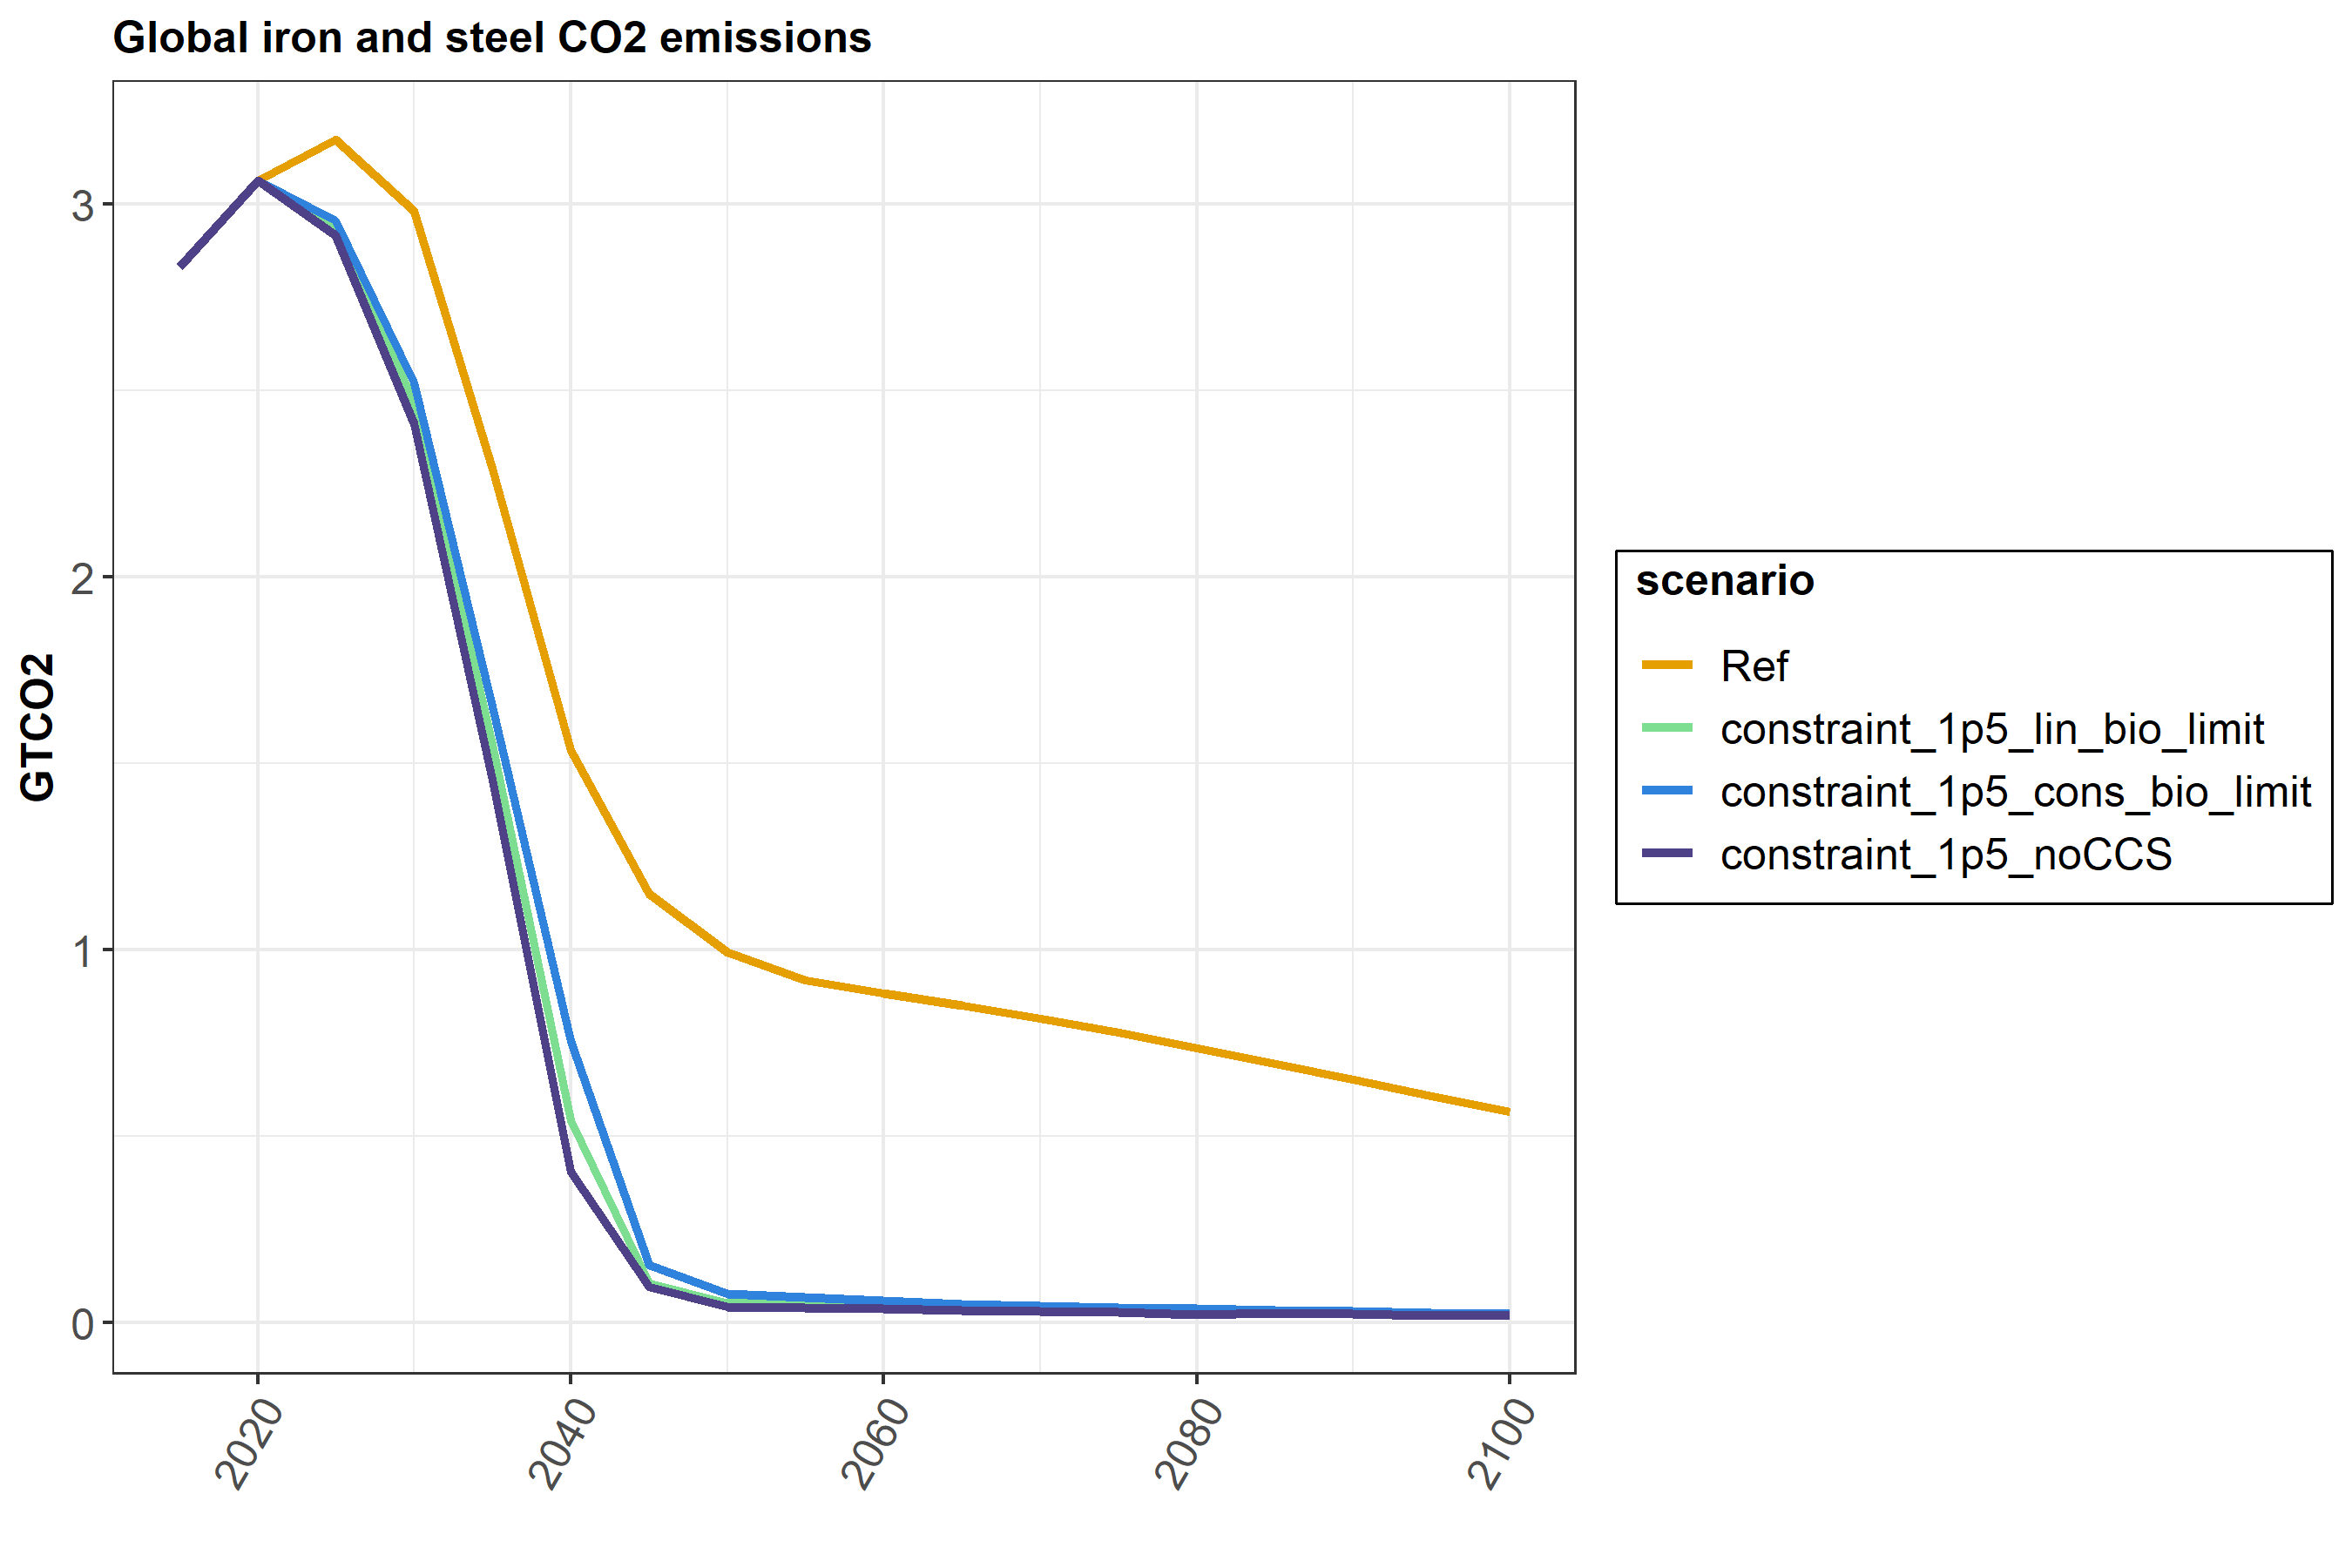 Global iron and steel CO2 emissions
GTCO2
3
2
1
0
2020
2040
2060
2080
2100
scenario
Ref
constraint_1p5_lin_bio_limit
constraint_1p5_cons_bio_limit
constraint_1p5_noCCS